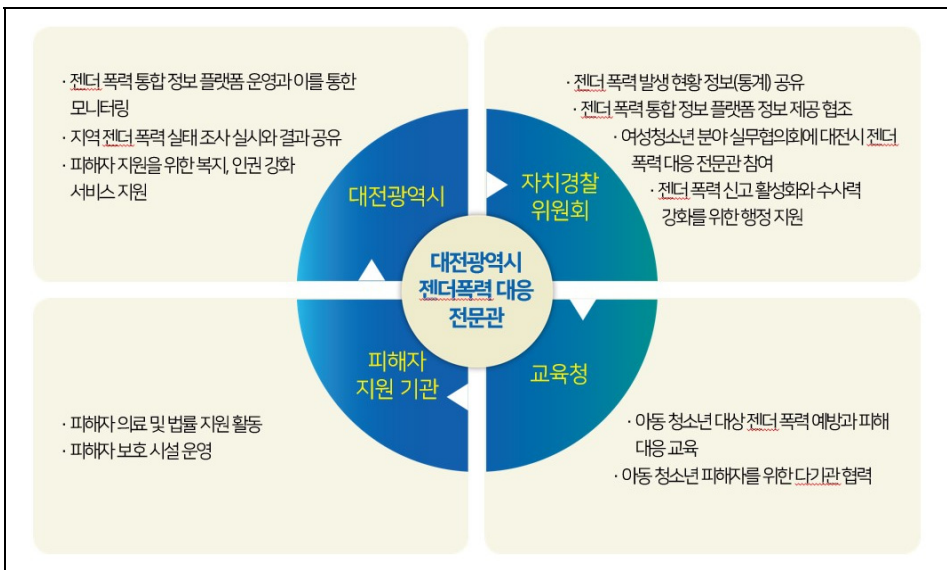 · 젠더 폭력 통합 정보 플랫폼 운영과 이를 통한
모니터링
· 지역 젠더 폭력 실태 조사 실시와 결과 공유
· 피해자 지원을 위한 복지, 인권 강화
서비스 지원
대전광역시
· 젠더 폭력 발생 현황 정보(통계) 공유
· 젠더 폭력 통합 정보 플랫폼 정보 제공 협조
· 여성청소년 분야 실무협의회에 대전시 젠더
폭력 대응 전문관 참여
· 젠더 폭력 신고 활성화와 수사력
강화를 위한 행정 지원
자치경찰
위원회
대전광역시
젠더폭력 대응
전문관
피해자
지원 기관
· 피해자 의료 및 법률 지원 활동
· 피해자 보호 시설 운영
교육청
· 아동 청소년 대상 젠더 폭력 예방과 피해
대응 교육
· 아동 청소년 피해자를 위한 다기관 협력